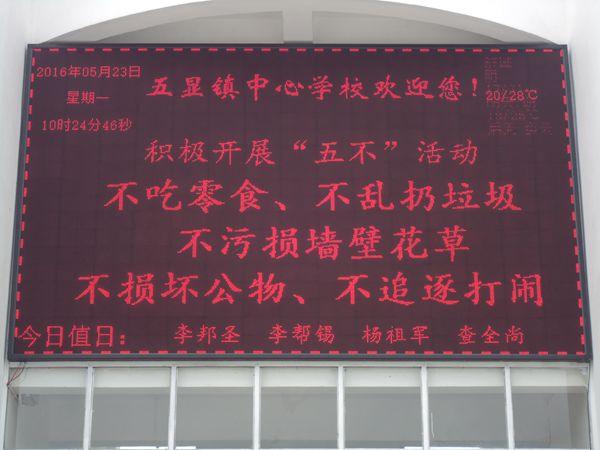 2016年05月23日
星期一
10时24分46秒
五显镇中心学校欢迎您！
20/28℃
积极开展“五不”活动
不吃零食、不乱扔垃圾
不污损墙壁花草
不损坏公物、不追逐打闹
今日值日：李邦圣 李帮锡 杨祖军 查全尚